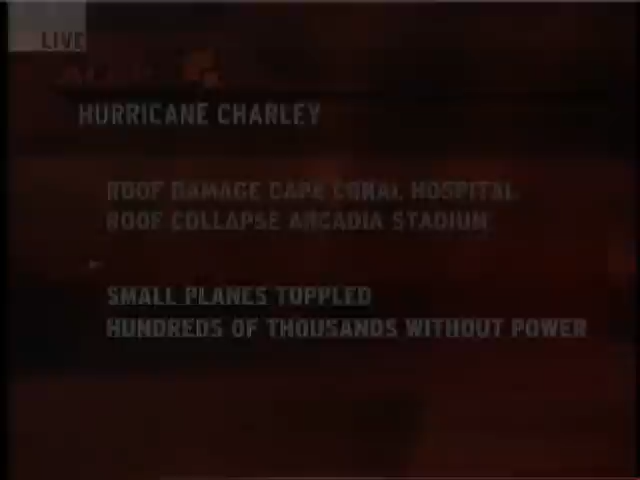 LIVE
HURRICANE CHARLEY
ROOF DAMAGE CAPE CORAL HOSPITAL
ROOF COLLAPSE ARCADIA STADIUM
SMALL PLANES TOPPLED
HUNDREDS OF THOUSANDS WITHOUT POWER